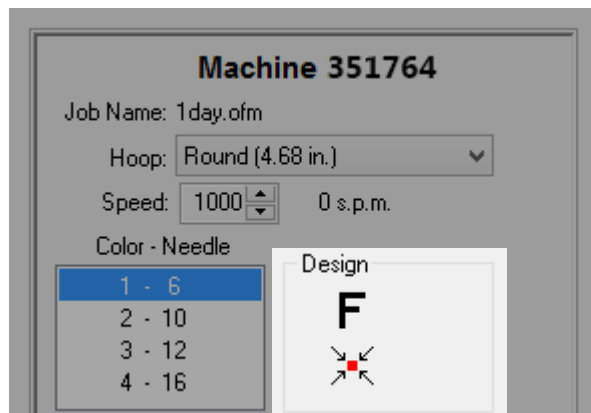 Machine 351764
Job Name: 1day.ofm
Hoop: Round (4.68 in.)
Speed: 1000 0 s.p.m.
Color - Needle
1 - 6
2 - 10
3 - 12
4 - 16
Design
F